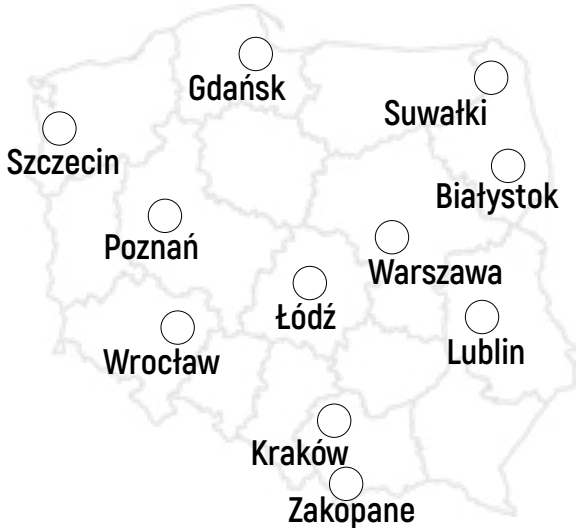 Gdańsk
Suwałki
Szczecin
Białystok
Poznań
Warszawa
Łódź
Lublin
Wrocław
Kraków
Zakopane